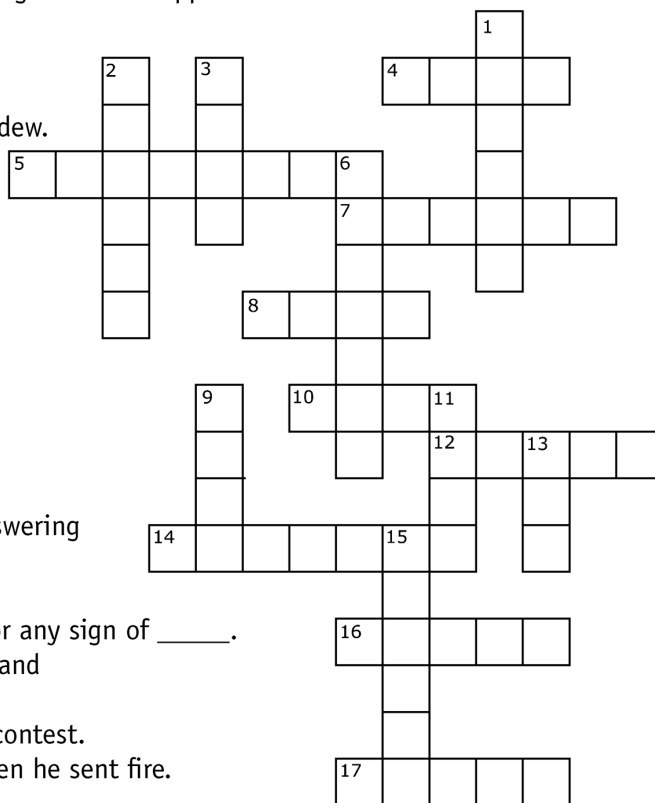 1
2 3 4
dew.
5 6
7
8
9 10 11
12 13
swering
14 15
r any sign of _____.
16
and
contest.
en he sent fire.
17